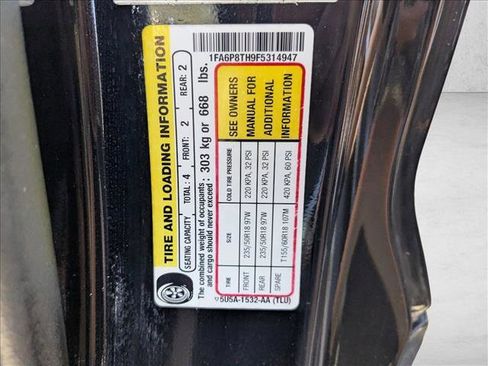 1FA6P8TH9F5314947
TIRE AND LOADING INFORMATION
SEATING CAPACITY TOTAL: 4 FRONT: 2 REAR: 2
The combined weight of occupants
and cargo should never exceed : 303 kg or 668 lbs.
TIRE SIZE COLD TIRE PRESSURE
FRONT 235/50R18 97W 220 KPA, 32 PSI
REAR 235/50R18 97W 220 KPA, 32 PSI
SPARE T155/60R18 107M 420 KPA, 60 PSI
SEE OWNERS
MANUAL FOR
ADDITIONAL
INFORMATION
5U5A-1532-AA (TLU)